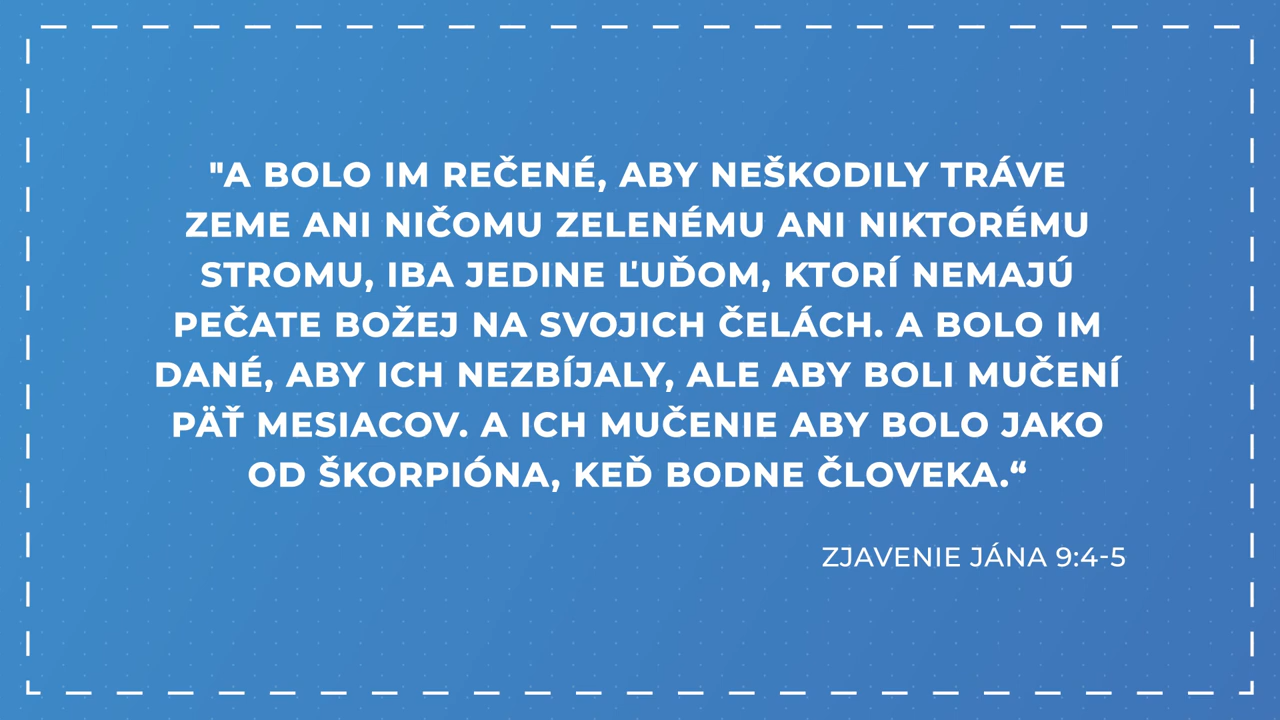 "A BOLO IM REČENÉ, ABY NEŠKODILY TRÁVE
ZEME ANI NIČOMU ZELENÉMU ANI NIKTORÉMU
STROMU, IBA JEDINE ĽUĎOM, KTORÍ NEMAJÚ
PEČATE BOŽEJ NA SVOJICH ČELÁCH. A BOLO IM
DANÉ, ABY ICH NEZBÍJALY, ALE ABY BOLI MUČENÍ
PÄŤ MESIACOV. A ICH MUČENIE ABY BOLO JAKO
OD ŠKORPIÓNA, KEĎ BODNE ČLOVEKA.“
ZJAVENIE JÁNA 9:4-5